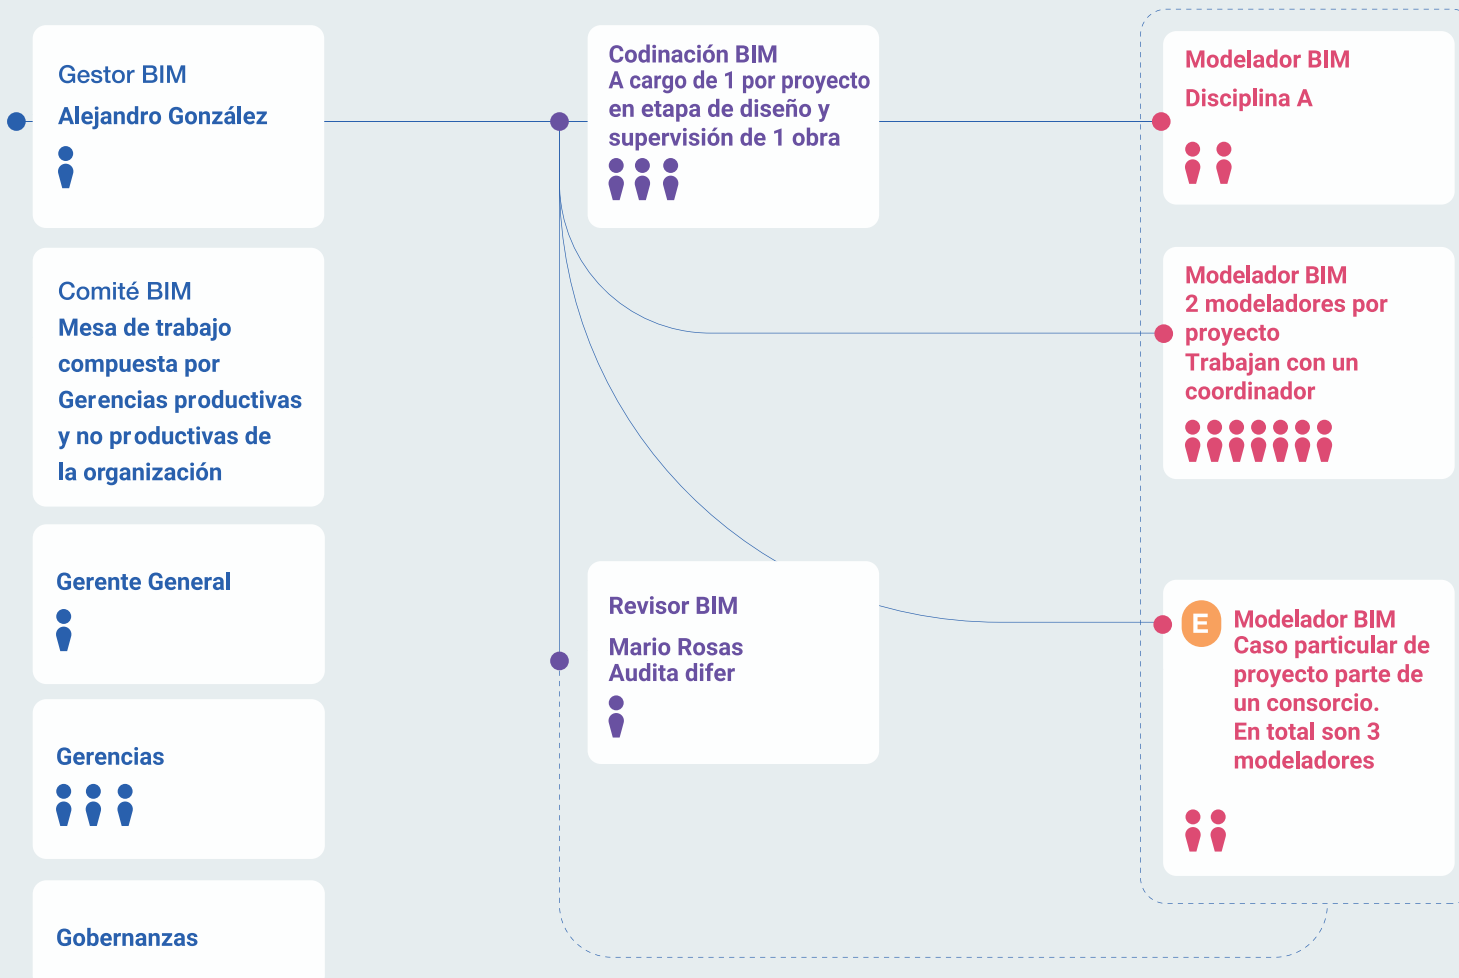 Gestor BIM
Alejandro González
Comité BIM
Mesa de trabajo
compuesta por
Gerencias productivas
y no productivas de
la organización
Gerente General
Gerencias
Gobernanzas
Codinación BIM
A cargo de 1 por proyecto
en etapa de diseño y
supervisión de 1 obra
Revisor BIM
Mario Rosas
Audita difer
Modelador BIM
Disciplina A
Modelador BIM
2 modeladores por
proyecto
Trabajan con un
coordinador
E
Modelador BIM
Caso particular de
proyecto parte de
un consorcio.
En total son 3
modeladores